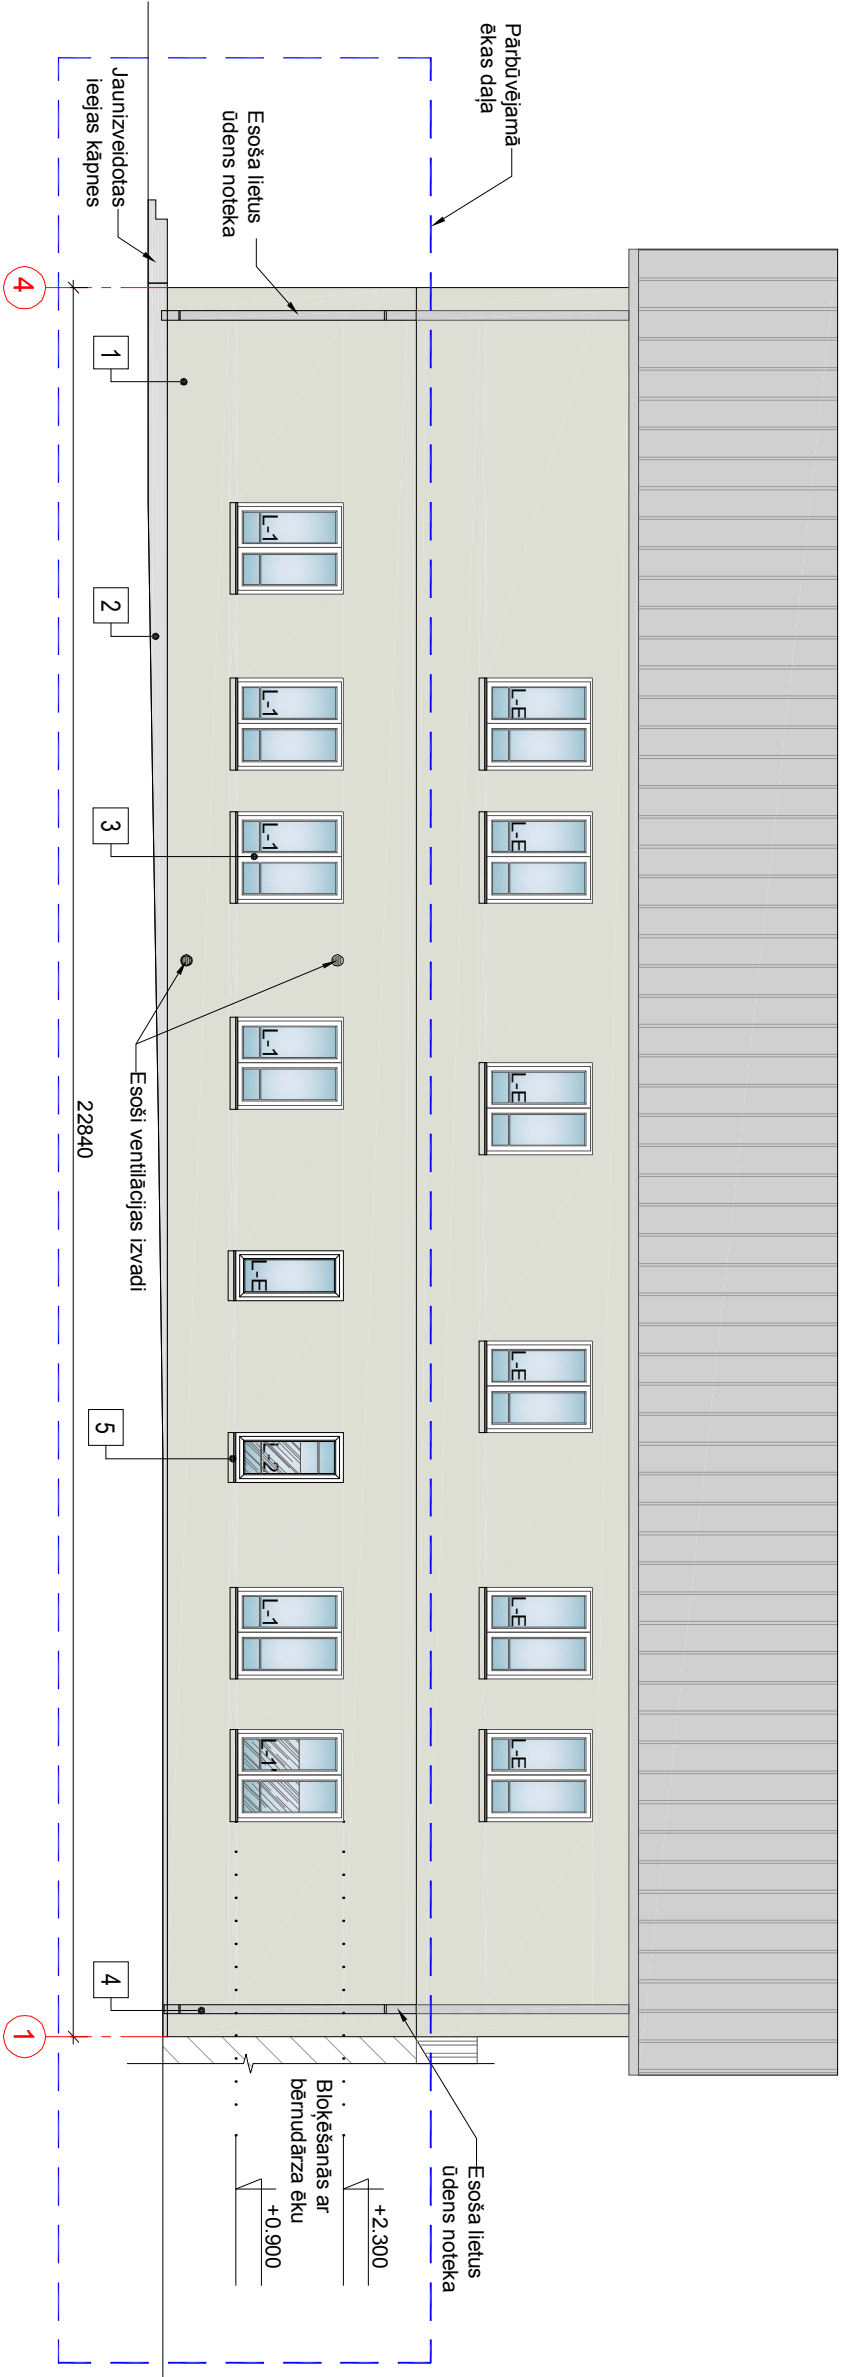 Pārbūvējamā
ēkas daļa
Esoša lietus
ūdens noteka
Jaunizveidotas
ieejas kāpnes
4
1
2
3
5
4
1
L-E
L-E
L-E
L-E
L-E
L-E
L-1
L-1
L-1
L-1
L-E
L-2
L-1
L-1'
Esoši ventilācijas izvadi
22840
Esoša lietus
ūdens noteka
Bloķēšanās ar
bērnudārza ēku
+2.300
+0.900